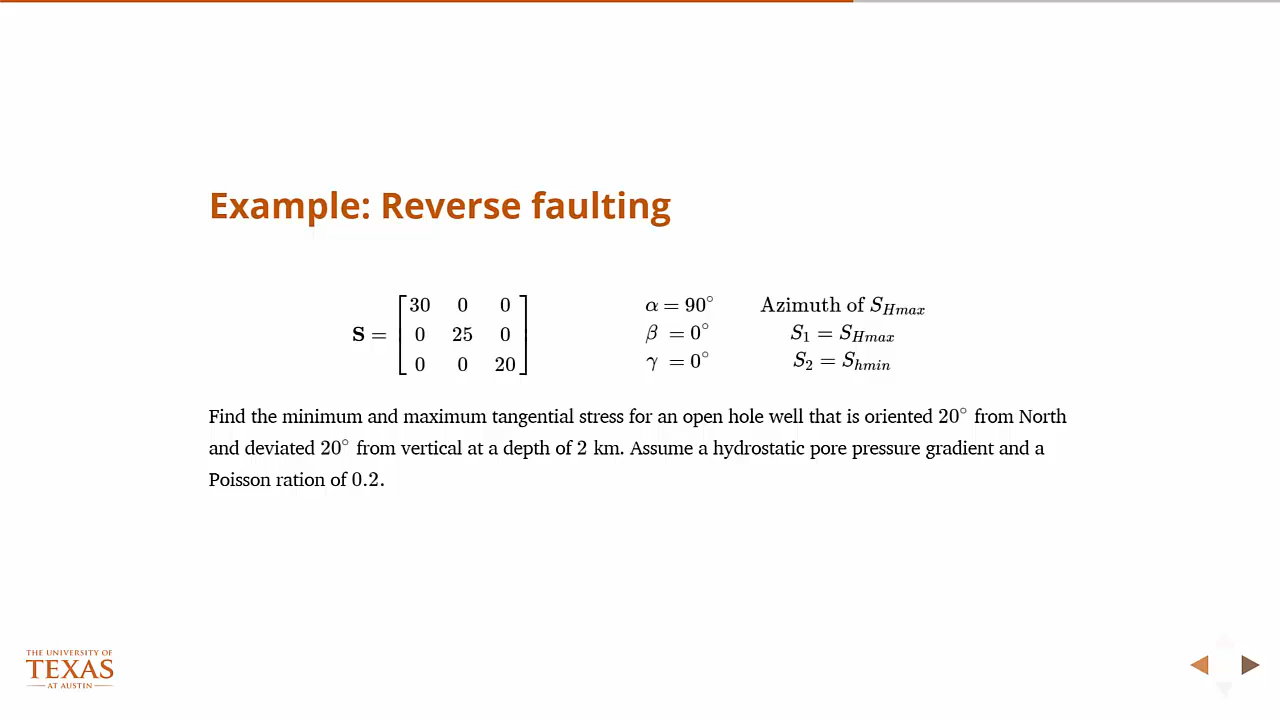 Example: Reverse faulting
S = [30 0 0
0 25 0
0 0 20]
α = 90° Azimuth of S_Hmax
β = 0° S_1 = S_Hmax
γ = 0° S_2 = S_hmin
Find the minimum and maximum tangential stress for an open hole well that is oriented 20° from North
and deviated 20° from vertical at a depth of 2 km. Assume a hydrostatic pore pressure gradient and a
Poisson ration of 0.2.
THE UNIVERSITY OF
TEXAS
AT AUSTIN